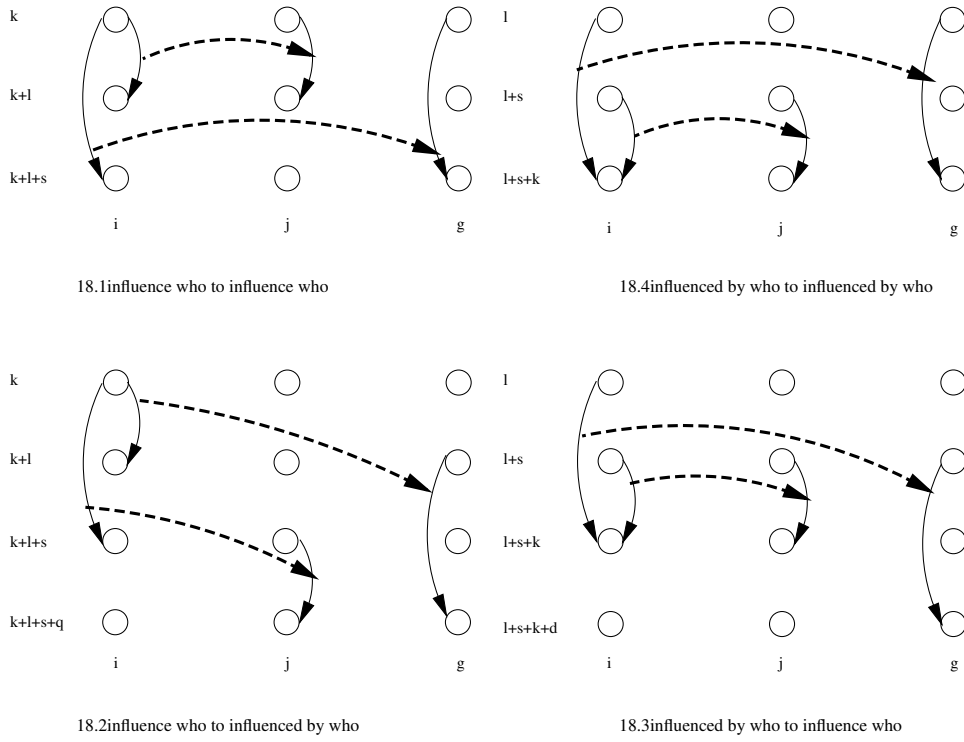 k
k+l
k+l+s
i j g
18.1influence who to influence who
l
l+s
l+s+k
i j g
18.4influenced by who to influenced by who
k
k+l
k+l+s
k+l+s+q
i j g
18.2influence who to influenced by who
l
l+s
l+s+k
l+s+k+d
i j g
18.3influenced by who to influence who